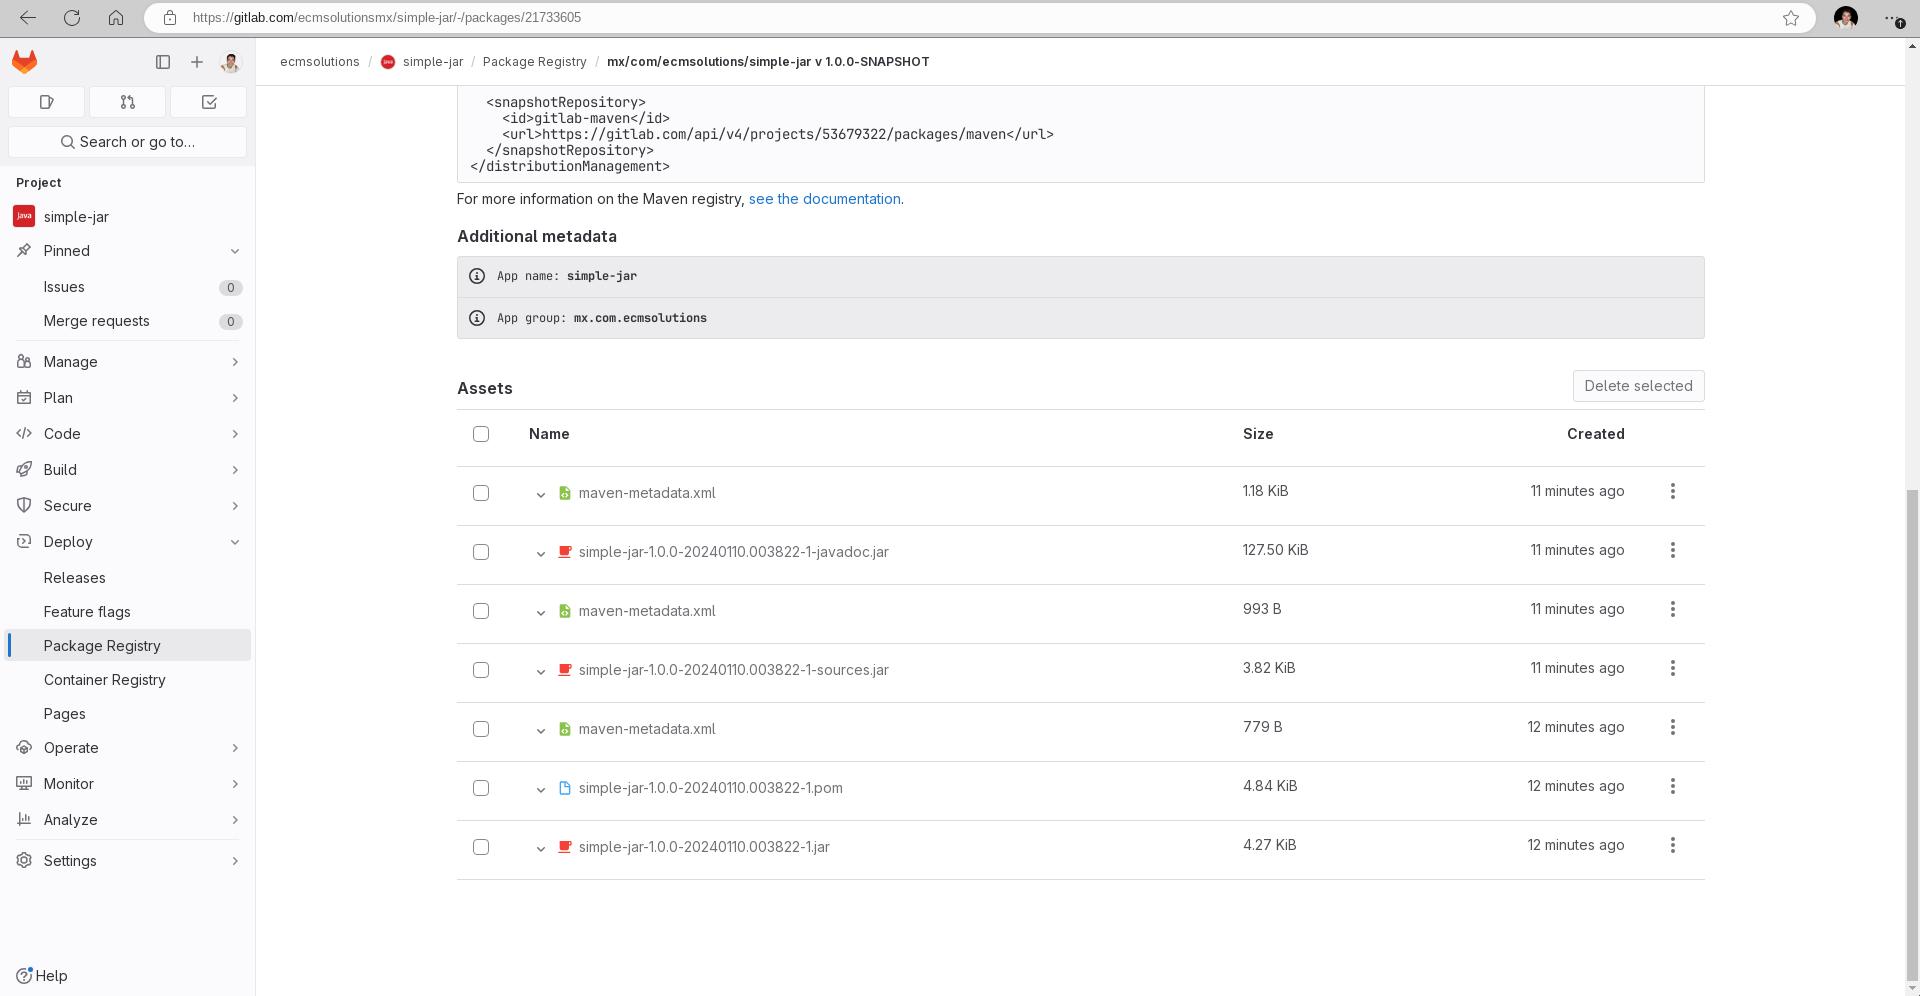 https://gitlab.com/ecmsolutionsmx/simple-jar/-/packages/21733605
ecmsolutions / simple-jar / Package Registry / mx/com/ecmsolutions/simple-jar v 1.0.0-SNAPSHOT
Search or go to…
Project
simple-jar
Pinned
Issues 0
Merge requests 0
Manage
Plan
Code
Build
Secure
Deploy
Releases
Feature flags
Package Registry
Container Registry
Pages
Operate
Monitor
Analyze
Settings
Help
<snapshotRepository>
<id>gitlab-maven</id>
<url>https://gitlab.com/api/v4/projects/53679322/packages/maven</url>
</snapshotRepository>
</distributionManagement>
For more information on the Maven registry, see the documentation.
Additional metadata
App name: simple-jar
App group: mx.com.ecmsolutions
Assets Delete selected
Name Size Created
maven-metadata.xml 1.18 KiB 11 minutes ago
simple-jar-1.0.0-20240110.003822-1-javadoc.jar 127.50 KiB 11 minutes ago
maven-metadata.xml 993 B 11 minutes ago
simple-jar-1.0.0-20240110.003822-1-sources.jar 3.82 KiB 11 minutes ago
maven-metadata.xml 779 B 12 minutes ago
simple-jar-1.0.0-20240110.003822-1.pom 4.84 KiB 12 minutes ago
simple-jar-1.0.0-20240110.003822-1.jar 4.27 KiB 12 minutes ago